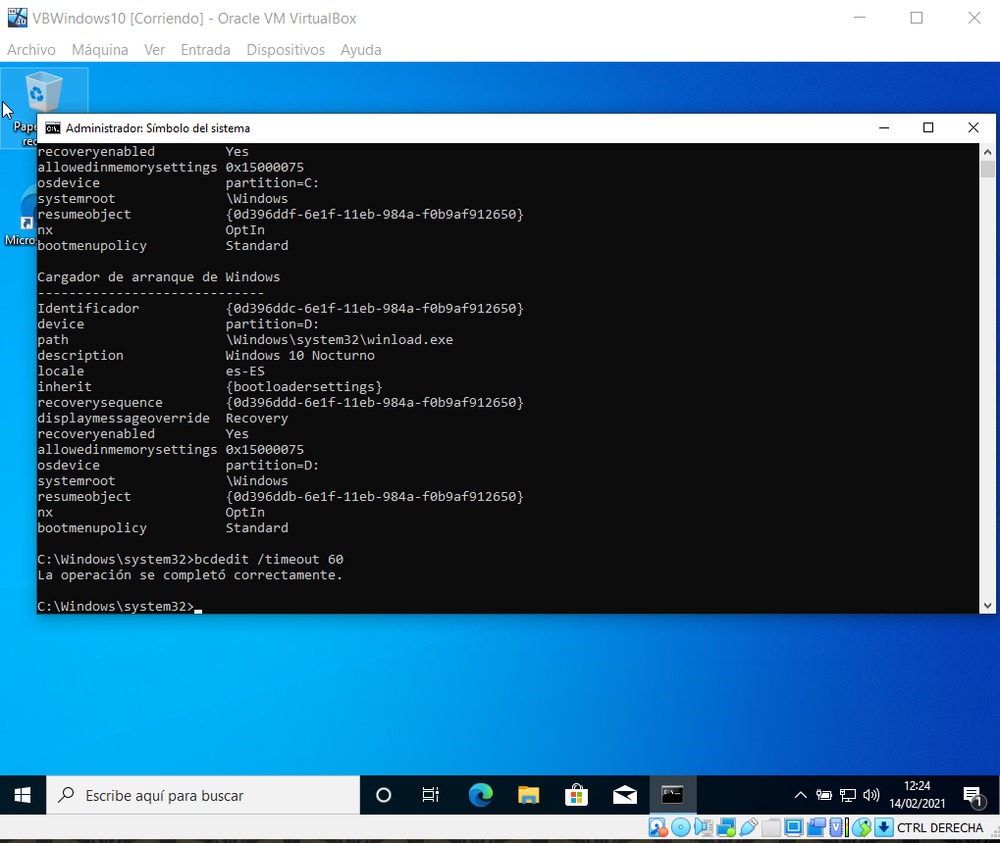 VBWindows10 [Corriendo] - Oracle VM VirtualBox
Archivo Máquina Ver Entrada Dispositivos Ayuda
Administrador: Símbolo del sistema
recoveryenabled Yes
allowedinmemorysettings 0x15000075
osdevice partition=C:
systemroot \Windows
resumeobject {0d396ddf-6e1f-11eb-984a-f0b9af912650}
nx OptIn
bootmenupolicy Standard
Cargador de arranque de Windows
-----------------------------
Identificador {0d396ddc-6e1f-11eb-984a-f0b9af912650}
device partition=D:
path \Windows\system32\winload.exe
description Windows 10 Nocturno
locale es-ES
inherit {bootloadersettings}
recoverysequence {0d396ddd-6e1f-11eb-984a-f0b9af912650}
displaymessageoverride Recovery
recoveryenabled Yes
allowedinmemorysettings 0x15000075
osdevice partition=D:
systemroot \Windows
resumeobject {0d396ddb-6e1f-11eb-984a-f0b9af912650}
nx OptIn
bootmenupolicy Standard
C:\Windows\system32>bcdedit /timeout 60
La operación se completó correctamente.
C:\Windows\system32>
Pape
rec
Micros
Escribe aquí para buscar
12:24
14/02/2021
1
CTRL DERECHA